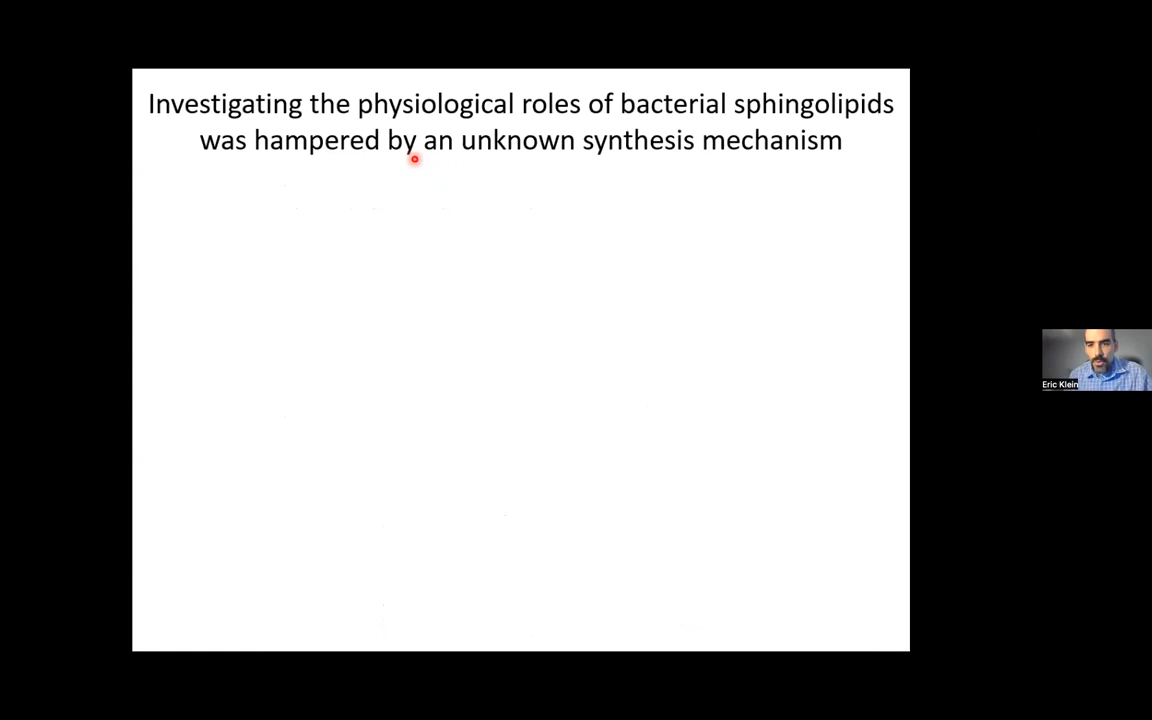 Investigating the physiological roles of bacterial sphingolipids
was hampered by an unknown synthesis mechanism
Eric Klein